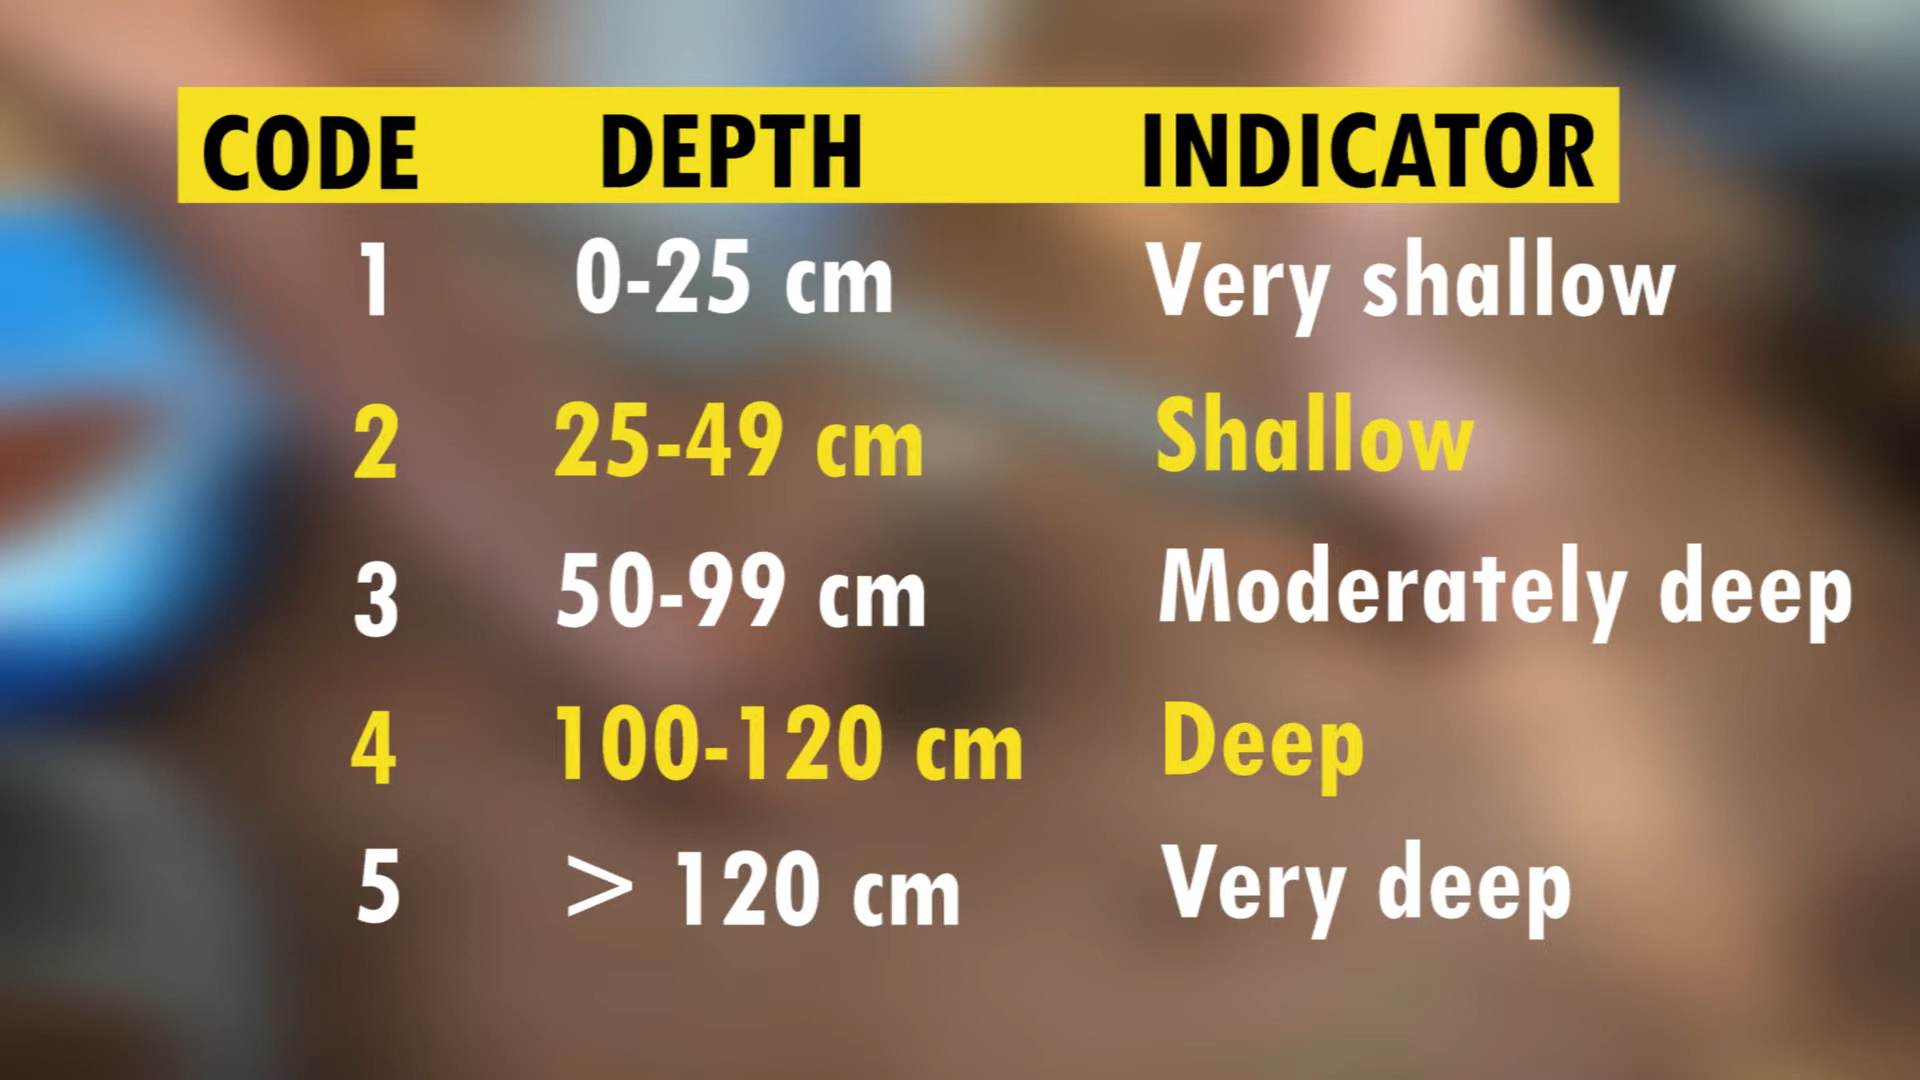 CODE DEPTH INDICATOR
1 0-25 cm Very shallow
2 25-49 cm Shallow
3 50-99 cm Moderately deep
4 100-120 cm Deep
5 > 120 cm Very deep